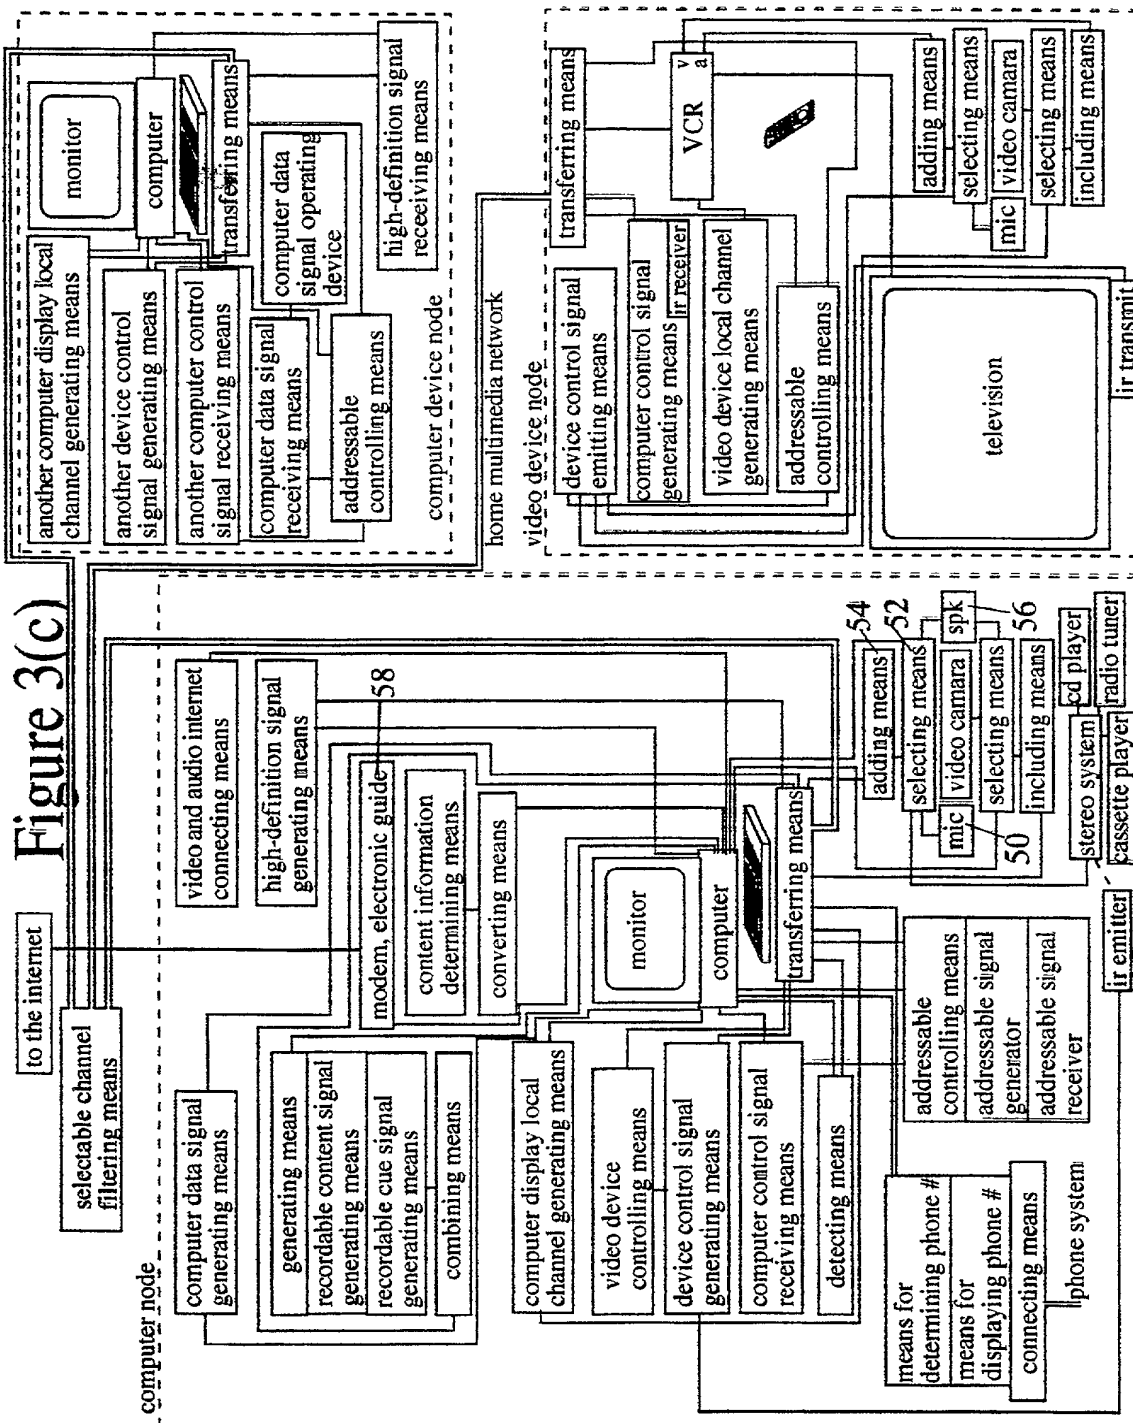 Figure 3(c)
to the internet
selectable channel
filtering means
computer node
computer data signal
generating means
generating means
recordable content signal
generating means
recordable cue signal
generating means
combining means
video and audio internet
connecting means
high-definition signal
generating means
modem, electronic guide
58
content information
determining means
converting means
computer display local
channel generating means
video device
controlling means
device control signal
generating means
computer control signal
receiving means
detecting means
monitor
computer
transferring means
means for
determining phone #
means for
displaying phone #
connecting means
phone system
addressable
controlling means
addressable signal
generator
addressable signal
receiver
adding means
54
selecting means
52
mic
50
video camara
spk
selecting means
56
including means
stereo system
cd player
radio tuner
cassette player
ir emitter
another computer display local
channel generating means
another device control
signal generating means
another computer control
signal receiving means
computer data signal
receiving means
computer data
signal operating
device
addressable
controlling means
monitor
computer
transferring means
high-definition signal
receeiving means
computer device node
home multimedia network
video device node
transferring means
device control signal
emitting means
computer control signal
generating means
ir receiver
video device local channel
generating means
addressable
controlling means
VCR
v
a
television
adding means
selecting means
mic
video camara
selecting means
including means
ir transmit